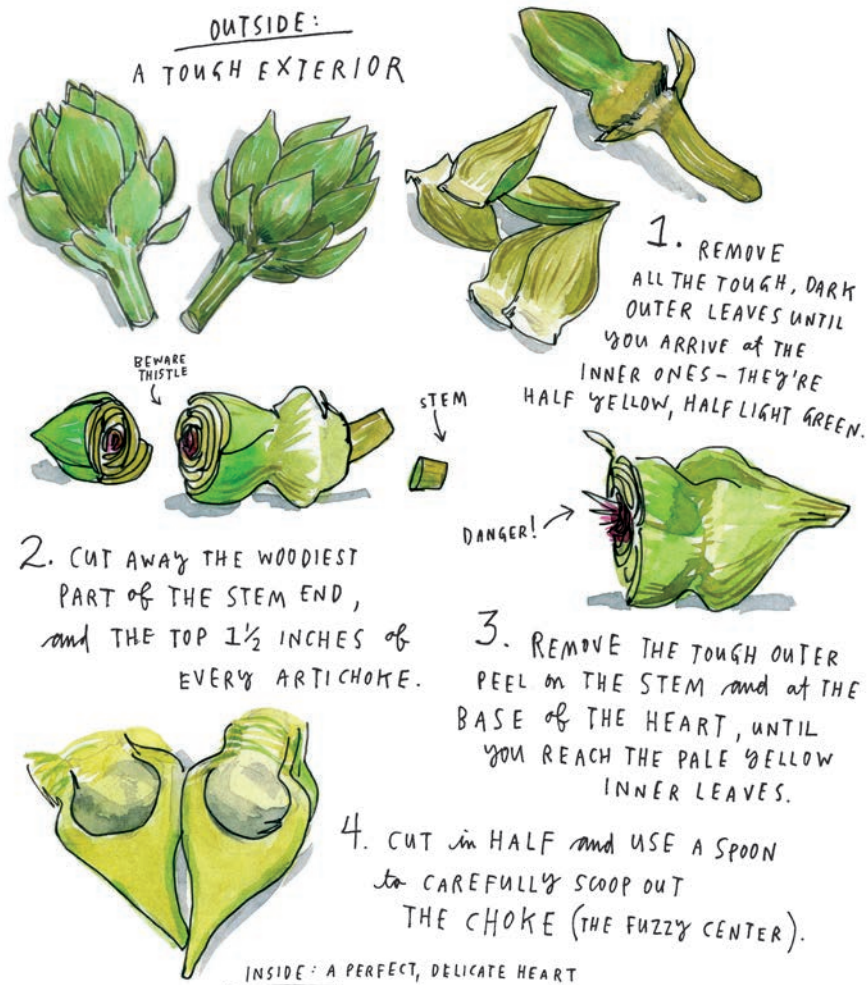 OUTSIDE:
A TOUGH EXTERIOR
1. REMOVE
ALL THE TOUGH, DARK
OUTER LEAVES UNTIL
YOU ARRIVE at THE
INNER ONES – THEY'RE
HALF YELLOW, HALF LIGHT GREEN.
BEWARE
THISTLE
STEM
2. CUT AWAY THE WOODIEST
PART of THE STEM END,
and THE TOP 1½ INCHES of
EVERY ARTICHOKE.
DANGER!
3. REMOVE THE TOUGH OUTER
PEEL on THE STEM and at THE
BASE of THE HEART, UNTIL
YOU REACH THE PALE YELLOW
INNER LEAVES.
4. CUT in HALF and USE A SPOON
to CAREFULLY SCOOP OUT
THE CHOKE (THE FUZZY CENTER).
INSIDE: A PERFECT, DELICATE HEART